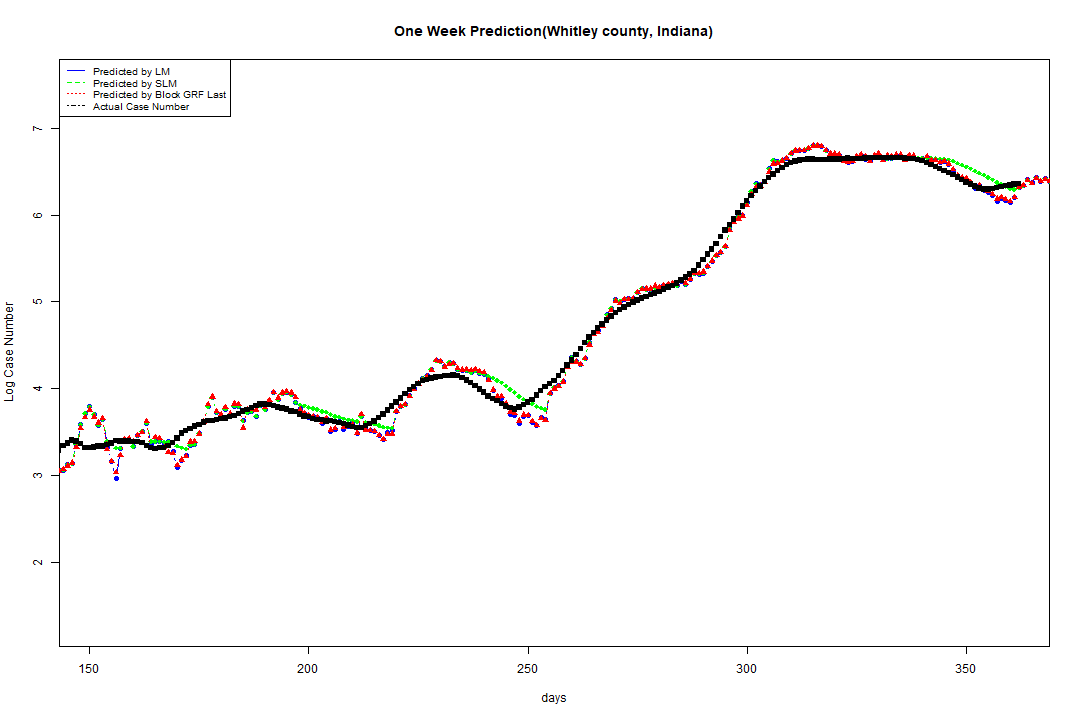 One Week Prediction(Whitley county, Indiana)
Predicted by LM
Predicted by SLM
Predicted by Block GRF Last
Actual Case Number
7
6
5
4
3
2
Log Case Number
150 200 250 300 350
days